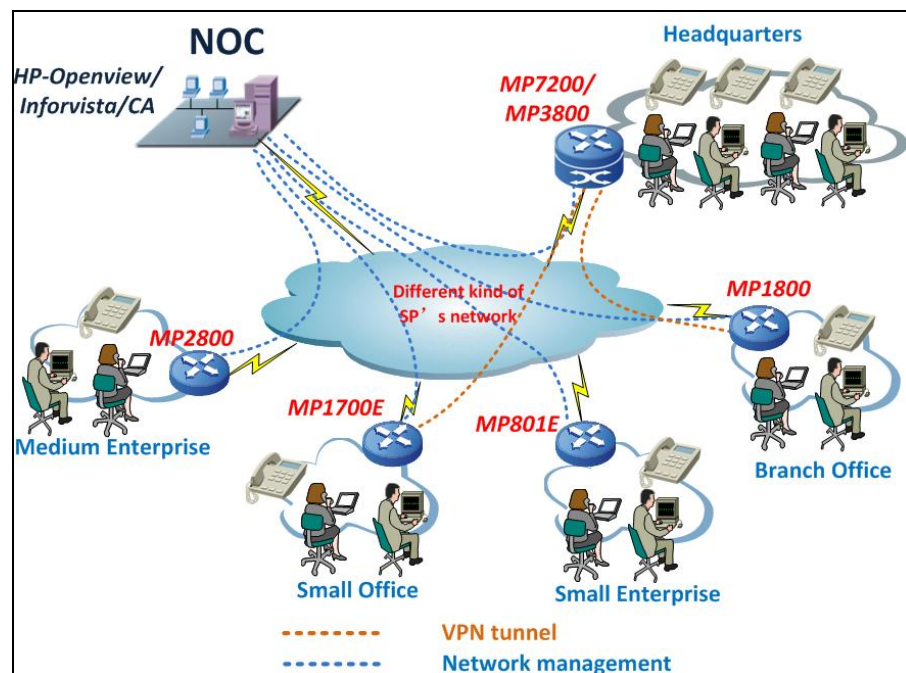 NOC
HP-Openview/
Inforvista/CA
Headquarters
MP7200/
MP3800
Different kind of
SP’s network
MP1800
MP2800
MP1700E
MP801E
Medium Enterprise
Branch Office
Small Office
Small Enterprise
VPN tunnel
Network management